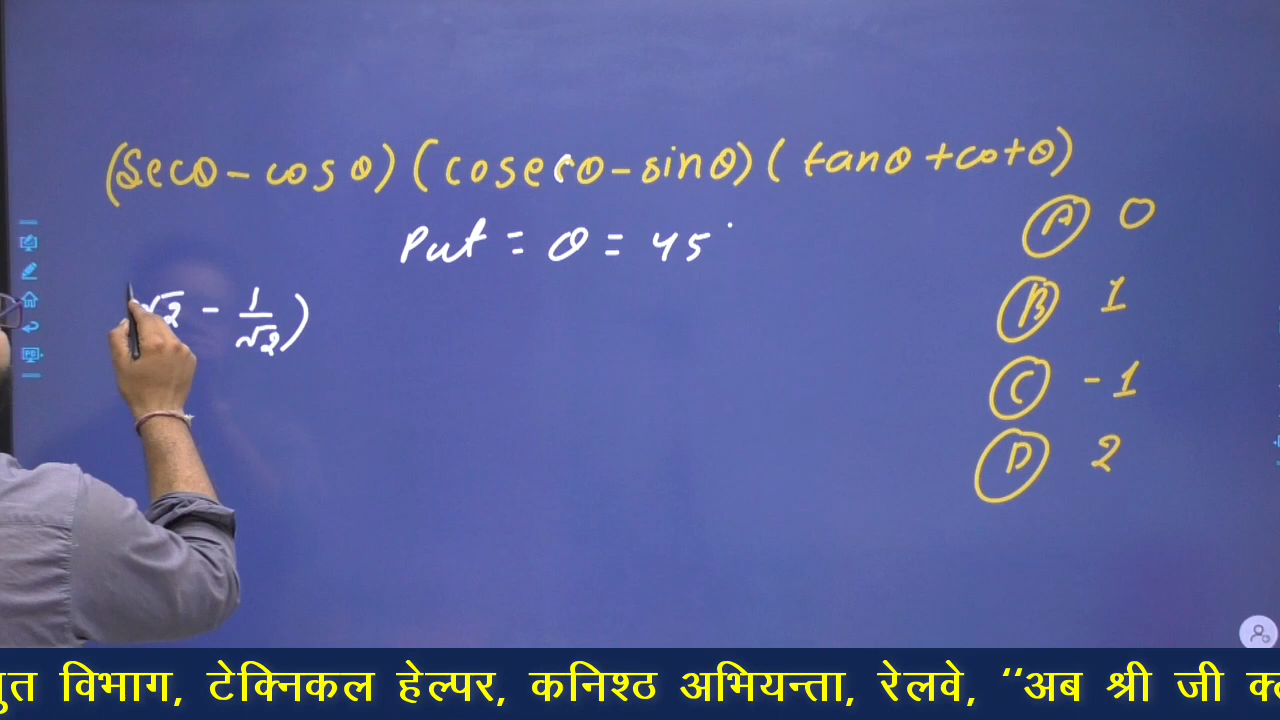 (Secθ - cosθ) (cosecθ - sinθ) (tanθ + cotθ)
Put = θ = 45°
√2 - 1/√2)
A 0
B 1
C - 1
D 2
विभाग, टेक्निकल हेल्पर, कनिश्ठ अभियन्ता, रेलवे, ‘‘अब श्री जी